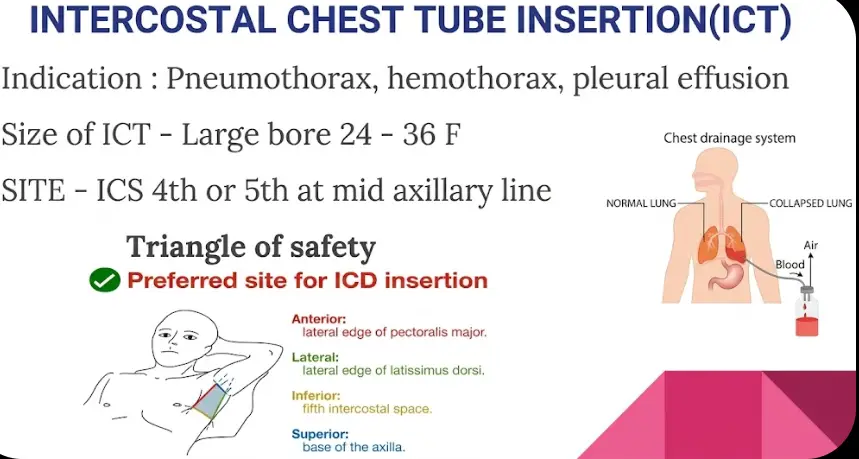 INTERCOSTAL CHEST TUBE INSERTION(ICT)
Indication : Pneumothorax, hemothorax, pleural effusion
Size of ICT - Large bore 24 - 36 F
SITE - ICS 4th or 5th at mid axillary line
Triangle of safety
Preferred site for ICD insertion
Anterior:
lateral edge of pectoralis major.
Lateral:
lateral edge of latissimus dorsi.
Inferior:
fifth intercostal space.
Superior:
base of the axilla.
Chest drainage system
NORMAL LUNG
COLLAPSED LUNG
Air
Blood